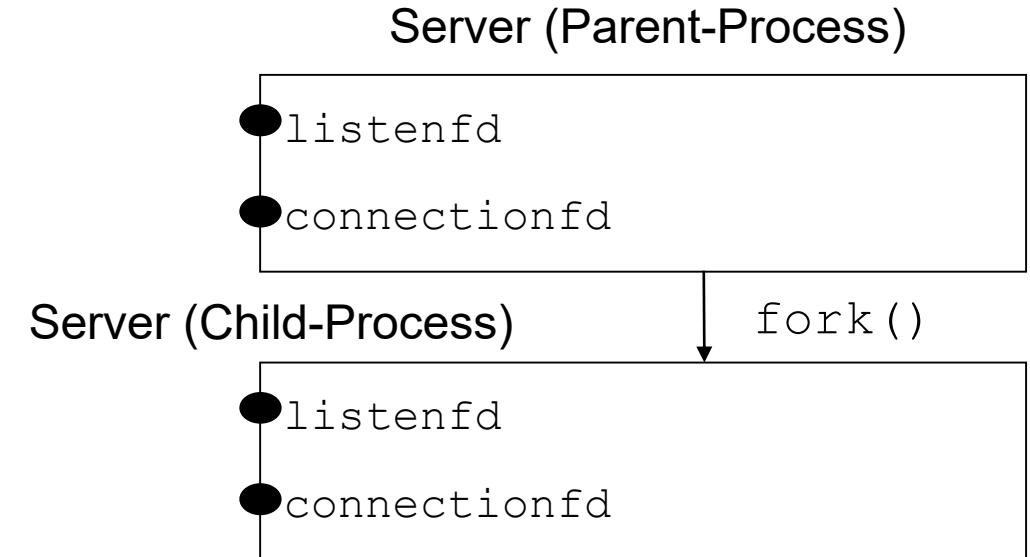 Server (Parent-Process)
listenfd
connectionfd
fork()
Server (Child-Process)
listenfd
connectionfd